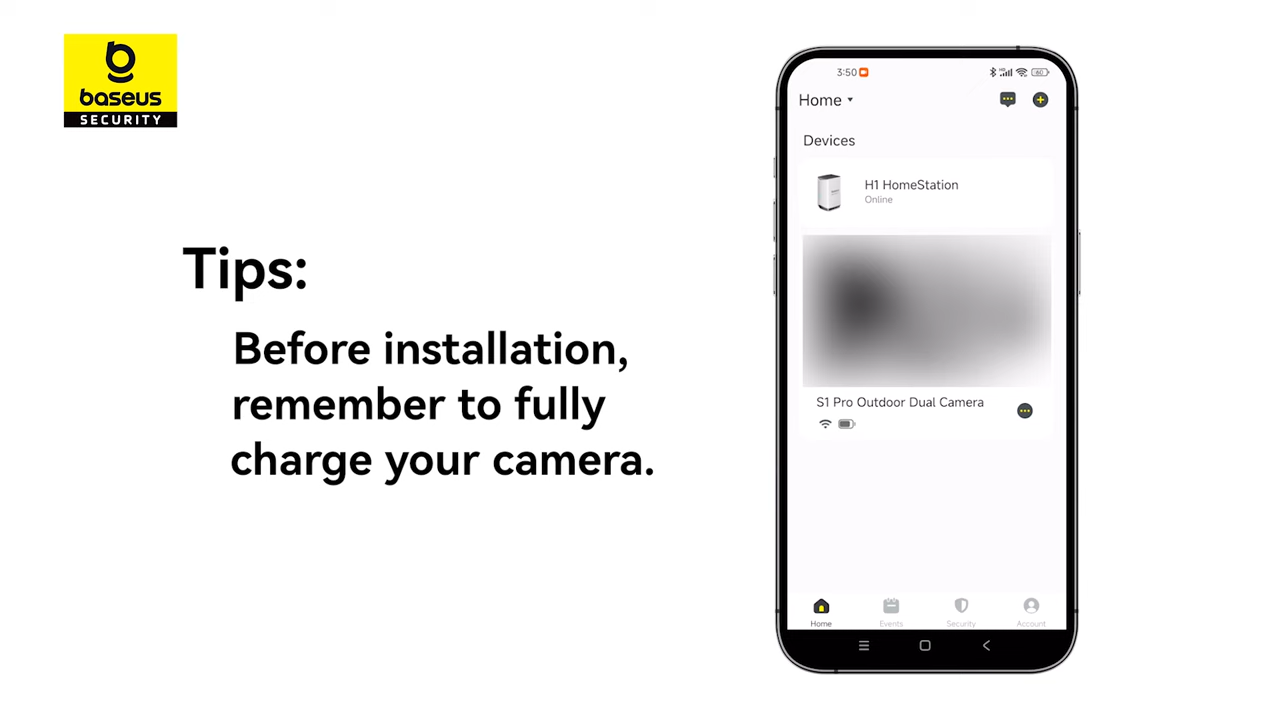 baseus
SECURITY
Tips:
Before installation,
remember to fully
charge your camera.
3:50
60
Home
Devices
H1 HomeStation
Online
S1 Pro Outdoor Dual Camera
Home Events Security Account